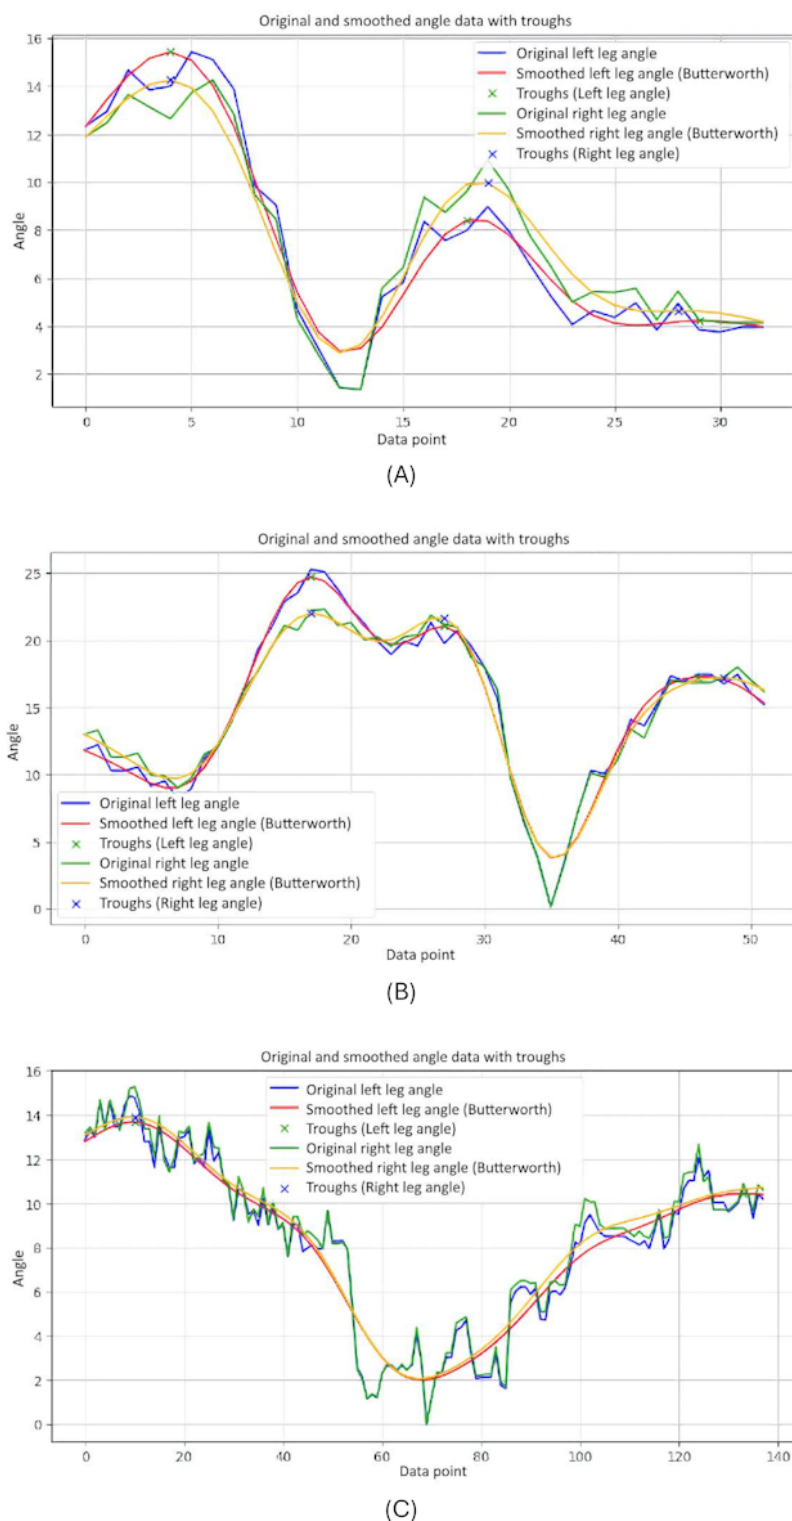 Original and smoothed angle data with troughs
16
14
12
10
8
6
4
2
Angle
Original left leg angle
Smoothed left leg angle (Butterworth)
Troughs (Left leg angle)
Original right leg angle
Smoothed right leg angle (Butterworth)
Troughs (Right leg angle)
0 5 10 15 20 25 30
Data point
(A)
Original and smoothed angle data with troughs
25
20
15
10
5
0
Angle
Original left leg angle
Smoothed left leg angle (Butterworth)
Troughs (Left leg angle)
Original right leg angle
Smoothed right leg angle (Butterworth)
Troughs (Right leg angle)
0 10 20 30 40 50
Data point
(B)
Original and smoothed angle data with troughs
16
14
12
10
8
6
4
2
0
Angle
Original left leg angle
Smoothed left leg angle (Butterworth)
Troughs (Left leg angle)
Original right leg angle
Smoothed right leg angle (Butterworth)
Troughs (Right leg angle)
0 20 40 60 80 100 120 140
Data point
(C)